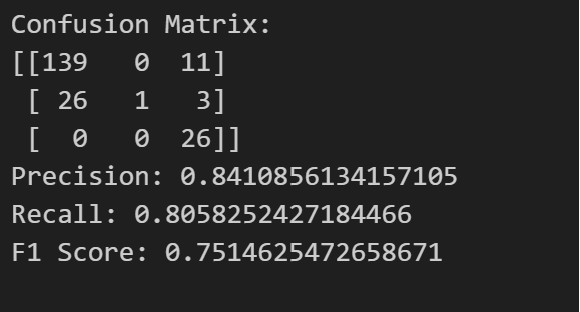 Confusion Matrix:
[[139   0  11]
 [ 26   1   3]
 [  0   0  26]]
Precision: 0.8410856134157105
Recall: 0.8058252427184466
F1 Score: 0.7514625472658671